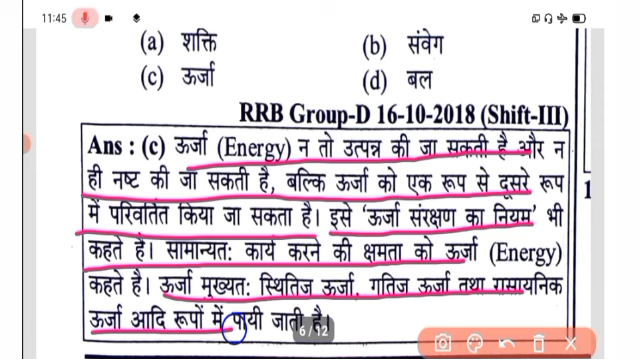 11:45
(a) शक्ति (b) संवेग
(c) ऊर्जा (d) बल
RRB Group-D 16-10-2018 (Shift-III)
Ans : (c) ऊर्जा (Energy) न तो उत्पन्न की जा सकती है और न
ही नष्ट की जा सकती है, बल्कि ऊर्जा को एक रूप से दूसरे रूप
में परिवर्तित किया जा सकता है। इसे ‘ऊर्जा संरक्षण का नियम’ भी
कहते हैं। सामान्यतः कार्य करने की क्षमता को ऊर्जा (Energy)
कहते है। ऊर्जा मुख्यतः स्थितिज ऊर्जा, गतिज ऊर्जा तथा रासायनिक
ऊर्जा आदि रूपों में पायी जाती है।
6/12
1